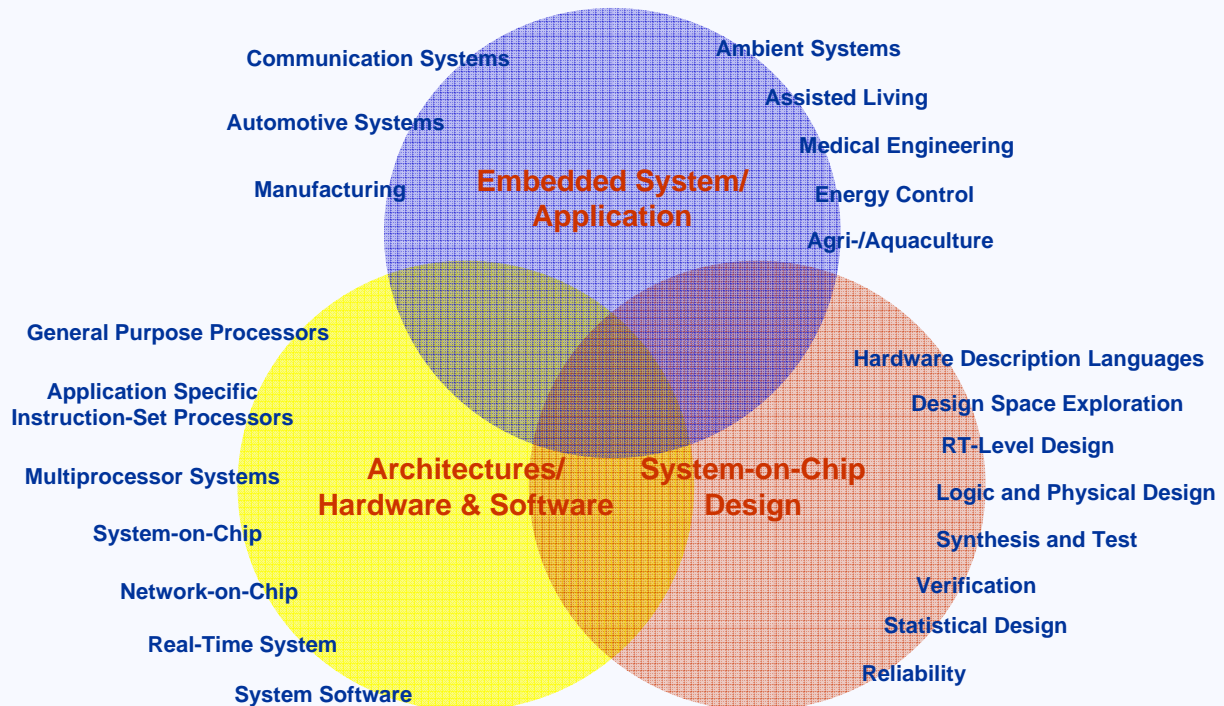 Communication Systems
Automotive Systems
Manufacturing
Ambient Systems
Assisted Living
Medical Engineering
Energy Control
Agri-/Aquaculture
Embedded System/
Application
General Purpose Processors
Application Specific
Instruction-Set Processors
Multiprocessor Systems
System-on-Chip
Network-on-Chip
Real-Time System
System Software
Architectures/
Hardware & Software
System-on-Chip
Design
Hardware Description Languages
Design Space Exploration
RT-Level Design
Logic and Physical Design
Synthesis and Test
Verification
Statistical Design
Reliability